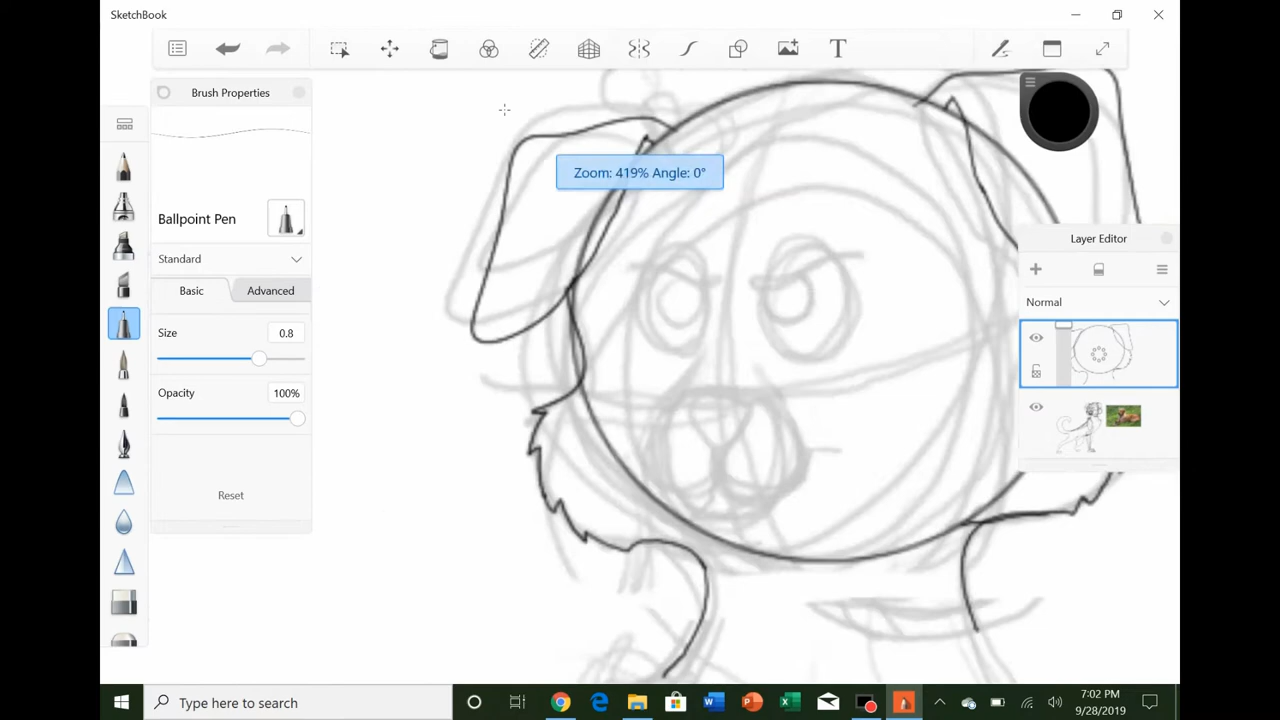 SketchBook
Brush Properties
Zoom: 419% Angle: 0°
Ballpoint Pen
Standard
Basic
Advanced
Size
0.8
Opacity
100%
Reset
Layer Editor
Normal
Type here to search
7:02 PM
9/28/2019